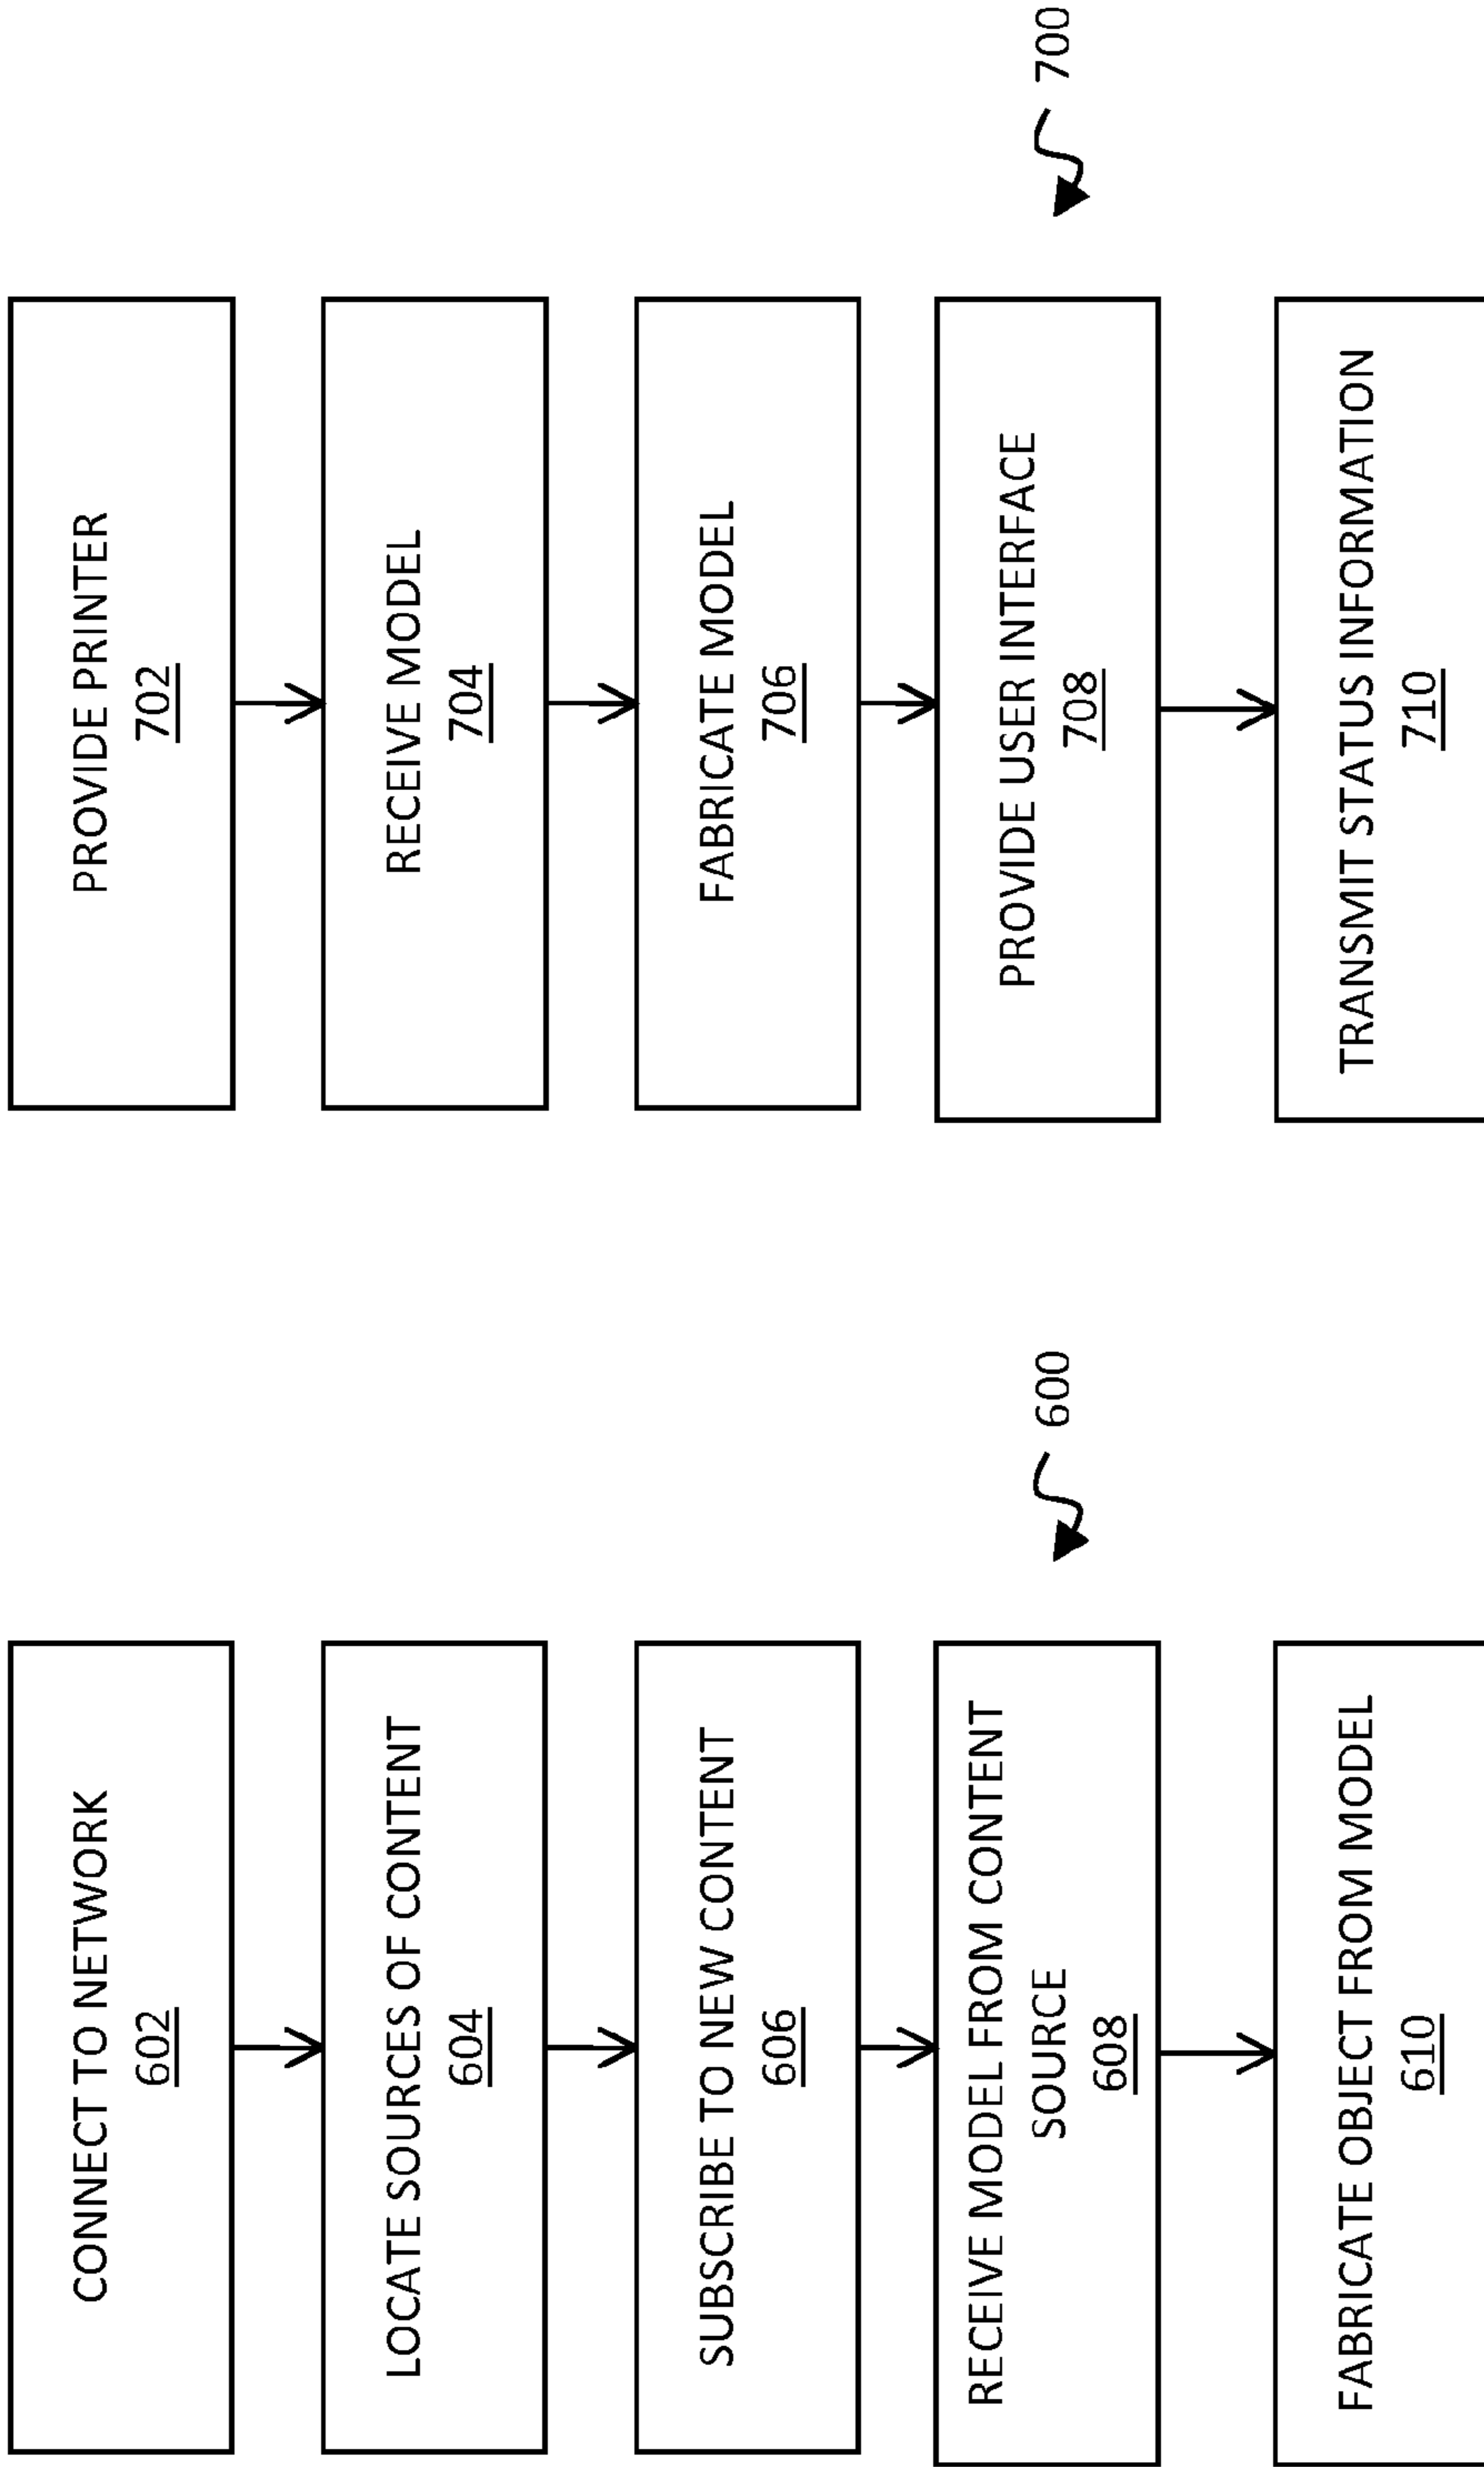 CONNECT TO NETWORK
602
LOCATE SOURCES OF CONTENT
604
SUBSCRIBE TO NEW CONTENT
606
RECEIVE MODEL FROM CONTENT
SOURCE
608
600
FABRICATE OBJECT FROM MODEL
610
PROVIDE PRINTER
702
RECEIVE MODEL
704
FABRICATE MODEL
706
PROVIDE USER INTERFACE
708
700
TRANSMIT STATUS INFORMATION
710